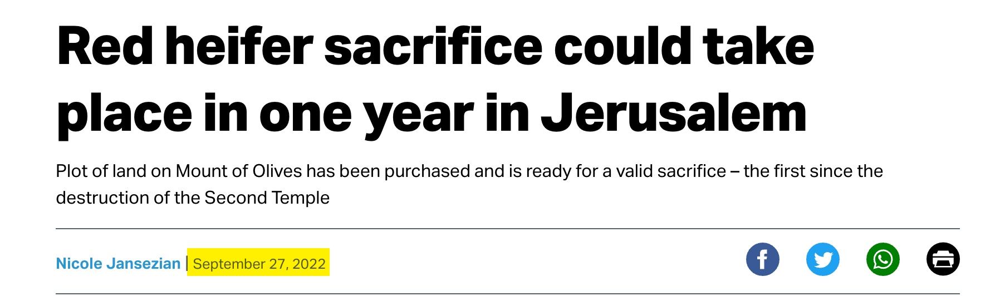 Red heifer sacrifice could take
place in one year in Jerusalem
Plot of land on Mount of Olives has been purchased and is ready for a valid sacrifice – the first since the
destruction of the Second Temple
Nicole Jansezian | September 27, 2022